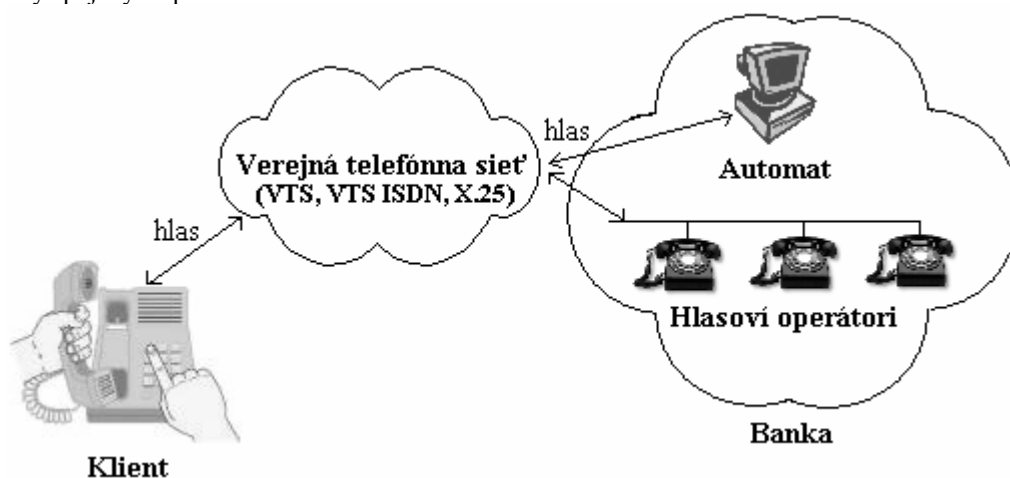 hlas
Verejná telefónna sieť
(VTS, VTS ISDN, X.25)
hlas
Automat
Hlasoví operátori
Banka
Klient